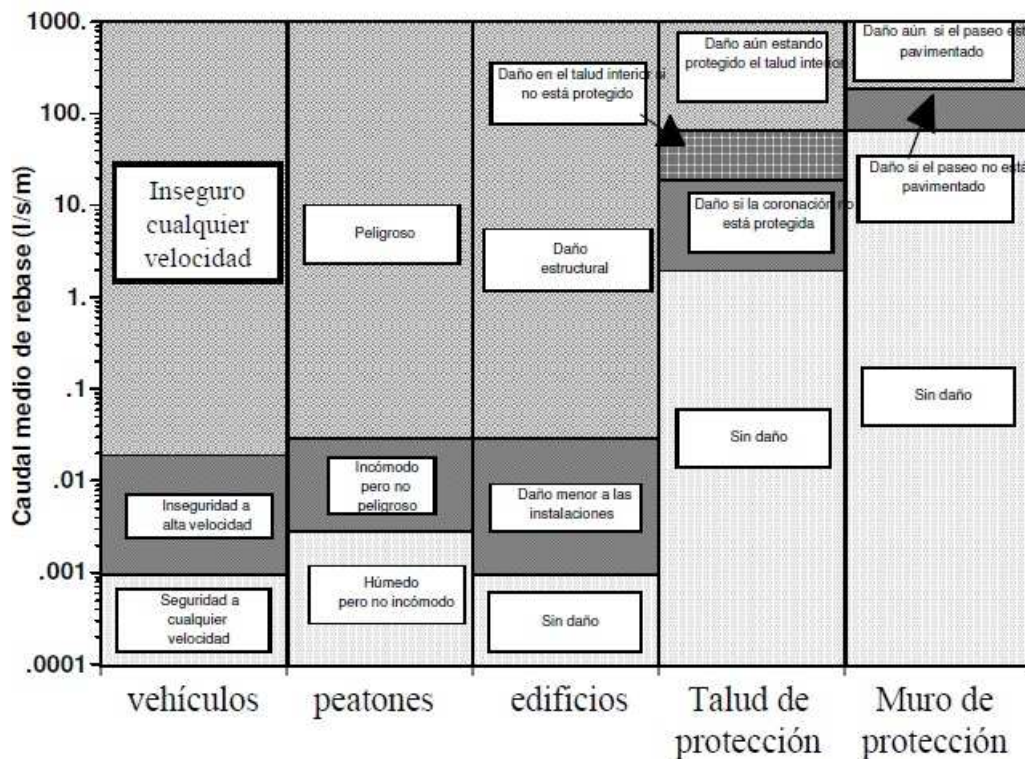 Caudal medio de rebase (l/s/m)
1000.
100.
10.
1.
.1
.01
.001
.0001
Inseguro
cualquier
velocidad
Inseguridad a
alta velocidad
Seguridad a
cualquier
velocidad
vehículos
Peligroso
Incómodo
pero no
peligroso
Húmedo
pero no incómodo
peatones
Daño
estructural
Daño menor a las
instalaciones
Sin daño
edificios
Daño aún estando
protegido el talud interior
Daño en el talud interior si
no está protegido
Daño si la coronación no
está protegida
Sin daño
Talud de
protección
Daño aún si el paseo est
pavimentado
Daño si el paseo no está
pavimentado
Sin daño
Muro de
protección